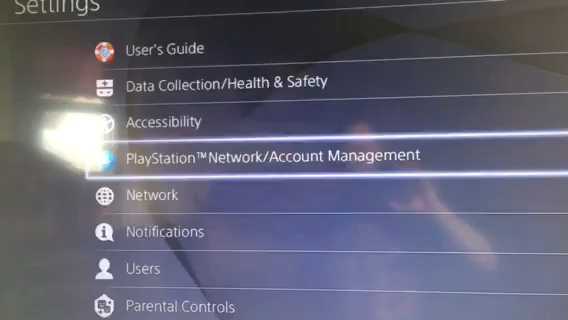 Settings
User's Guide
Data Collection/Health & Safety
Accessibility
PlayStation™Network/Account Management
Network
Notifications
Users
Parental Controls